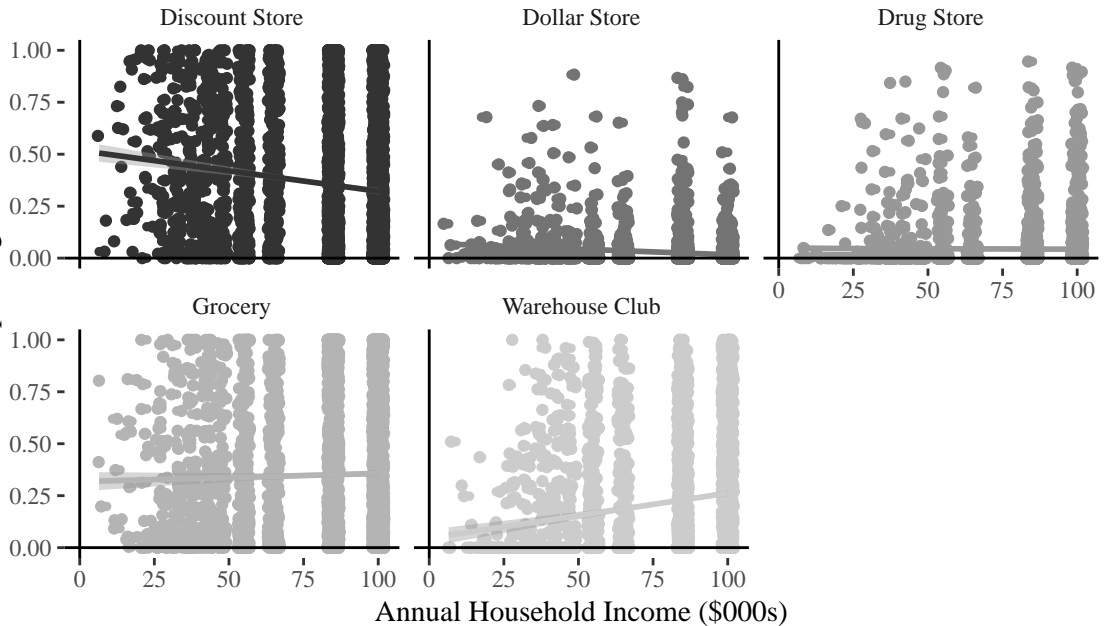 Discount Store Dollar Store Drug Store
1.00
0.75
0.50
0.25
0.00
0 25 50 75 100
Grocery Warehouse Club
1.00
0.75
0.50
0.25
0.00
0 25 50 75 100 0 25 50 75 100
Annual Household Income ($000s)